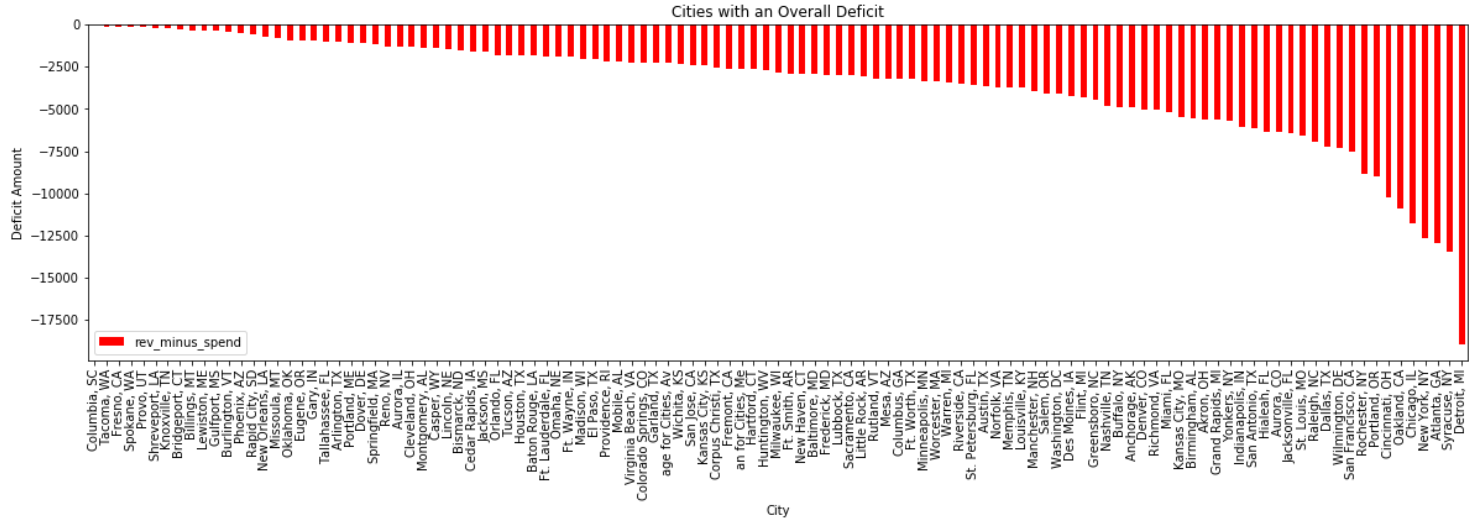 Cities with an Overall Deficit
Deficit Amount
0
−2500
−5000
−7500
−10000
−12500
−15000
−17500
rev_minus_spend
Columbia, SC
Tacoma, WA
Fresno, CA
Spokane, WA
Provo, UT
Shreveport, LA
Knoxville, TN
Bridgeport, CT
Billings, MT
Lewiston, ME
Gulfport, MS
Burlington, VT
Phoenix, AZ
Rapid City, SD
New Orleans, LA
Missoula, MT
Oklahoma, OK
Eugene, OR
Gary, IN
Tallahassee, FL
Arlington, TX
Portland, ME
Dover, DE
Springfield, MA
Reno, NV
Aurora, IL
Cleveland, OH
Montgomery, AL
Casper, WY
Lincoln, NE
Bismarck, ND
Cedar Rapids, IA
Jackson, MS
Orlando, FL
Tucson, AZ
Houston, TX
Baton Rouge, LA
Ft. Lauderdale, FL
Omaha, NE
Ft. Wayne, IN
Madison, WI
El Paso, TX
Providence, RI
Mobile, AL
Virginia Beach, VA
Colorado Springs, CO
Garland, TX
age for Cities, Av
Wichita, KS
San Jose, CA
Kansas City, KS
Corpus Christi, TX
Fremont, CA
an for Cities, Me
Hartford, CT
Huntington, WV
Milwaukee, WI
Ft. Smith, AR
New Haven, CT
Baltimore, MD
Frederick, MD
Lubbock, TX
Sacramento, CA
Little Rock, AR
Rutland, VT
Mesa, AZ
Columbus, GA
Ft. Worth, TX
Minneapolis, MN
Worcester, MA
Warren, MI
Riverside, CA
St. Petersburg, FL
Austin, TX
Norfolk, VA
Memphis, TN
Louisville, KY
Manchester, NH
Salem, OR
Washington, DC
Des Moines, IA
Flint, MI
Greensboro, NC
Nashville, TN
Buffalo, NY
Anchorage, AK
Denver, CO
Richmond, VA
Miami, FL
Kansas City, MO
Birmingham, AL
Akron, OH
Grand Rapids, MI
Yonkers, NY
Indianapolis, IN
San Antonio, TX
Hialeah, FL
Aurora, CO
Jacksonville, FL
St. Louis, MO
Raleigh, NC
Dallas, TX
Wilmington, DE
San Francisco, CA
Rochester, NY
Portland, OR
Cincinnati, OH
Oakland, CA
Chicago, IL
New York, NY
Atlanta, GA
Syracuse, NY
Detroit, MI
City